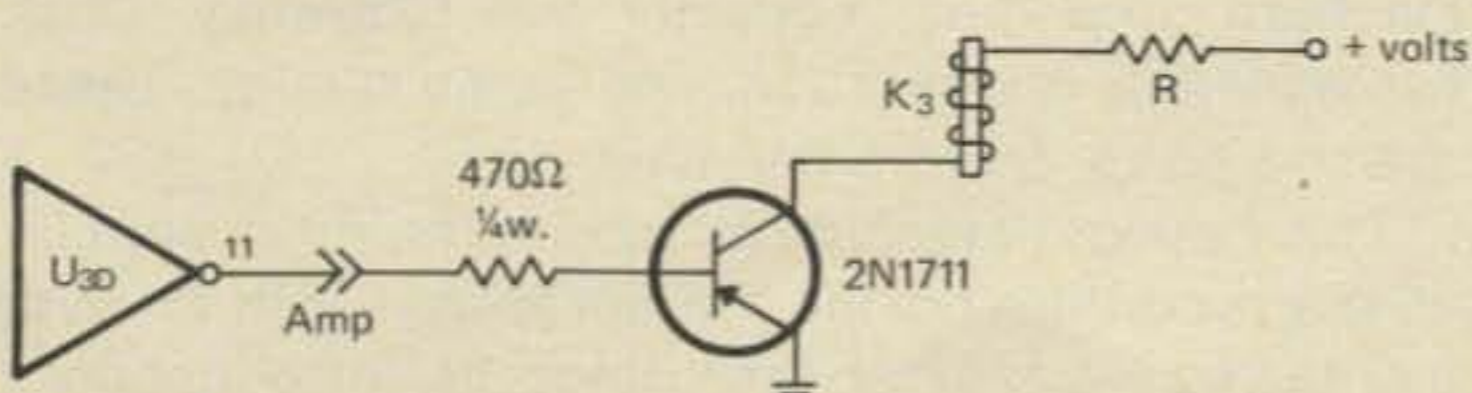 + volts
K₃
R
470Ω
¼w.
11
U₃D
Amp
2N1711